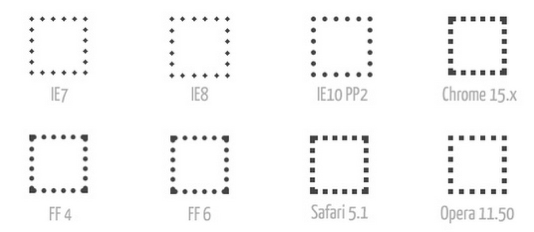 IE7 IE8 IE10 PP2 Chrome 15.x
FF 4 FF 6 Safari 5.1 Opera 11.50